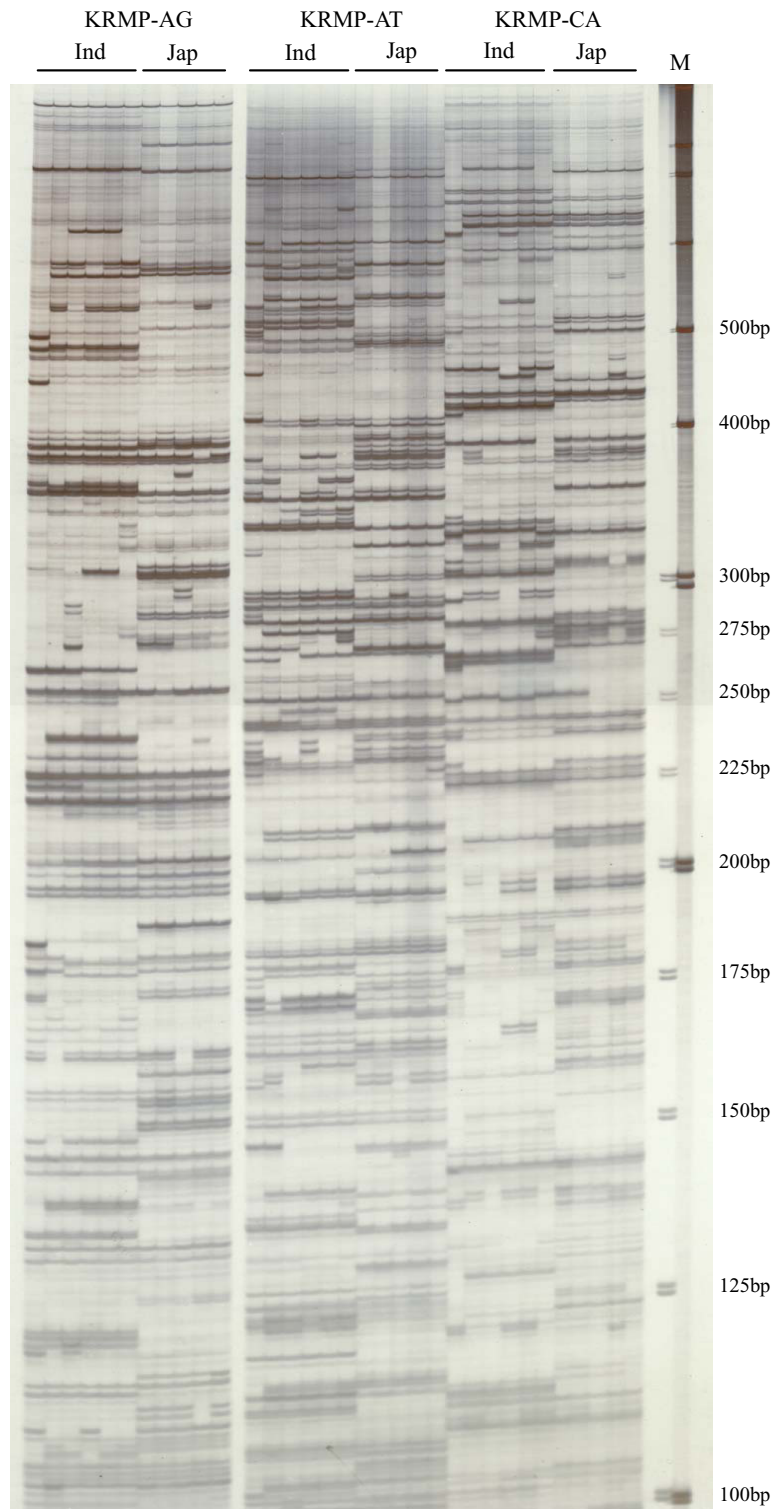 KRMP-AG KRMP-AT KRMP-CA
Ind Jap Ind Jap Ind Jap M
500bp
400bp
300bp
275bp
250bp
225bp
200bp
175bp
150bp
125bp
100bp